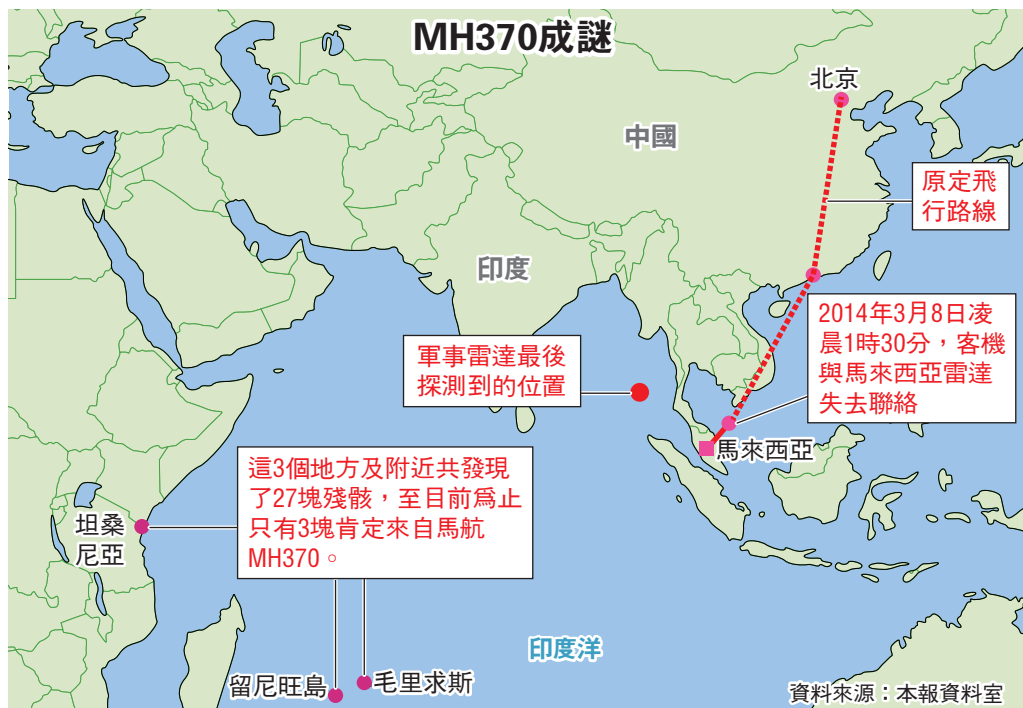 MH370成謎
北京
中國
原定飛
行路線
印度
2014年3月8日凌
晨1時30分，客機
與馬來西亞雷達
失去聯絡
軍事雷達最後
探測到的位置
馬來西亞
這3個地方及附近共發現
了27塊殘骸，至目前爲止
只有3塊肯定來自馬航
MH370。
坦桑
尼亞
印度洋
留尼旺島
毛里求斯
資料來源：本報資料室